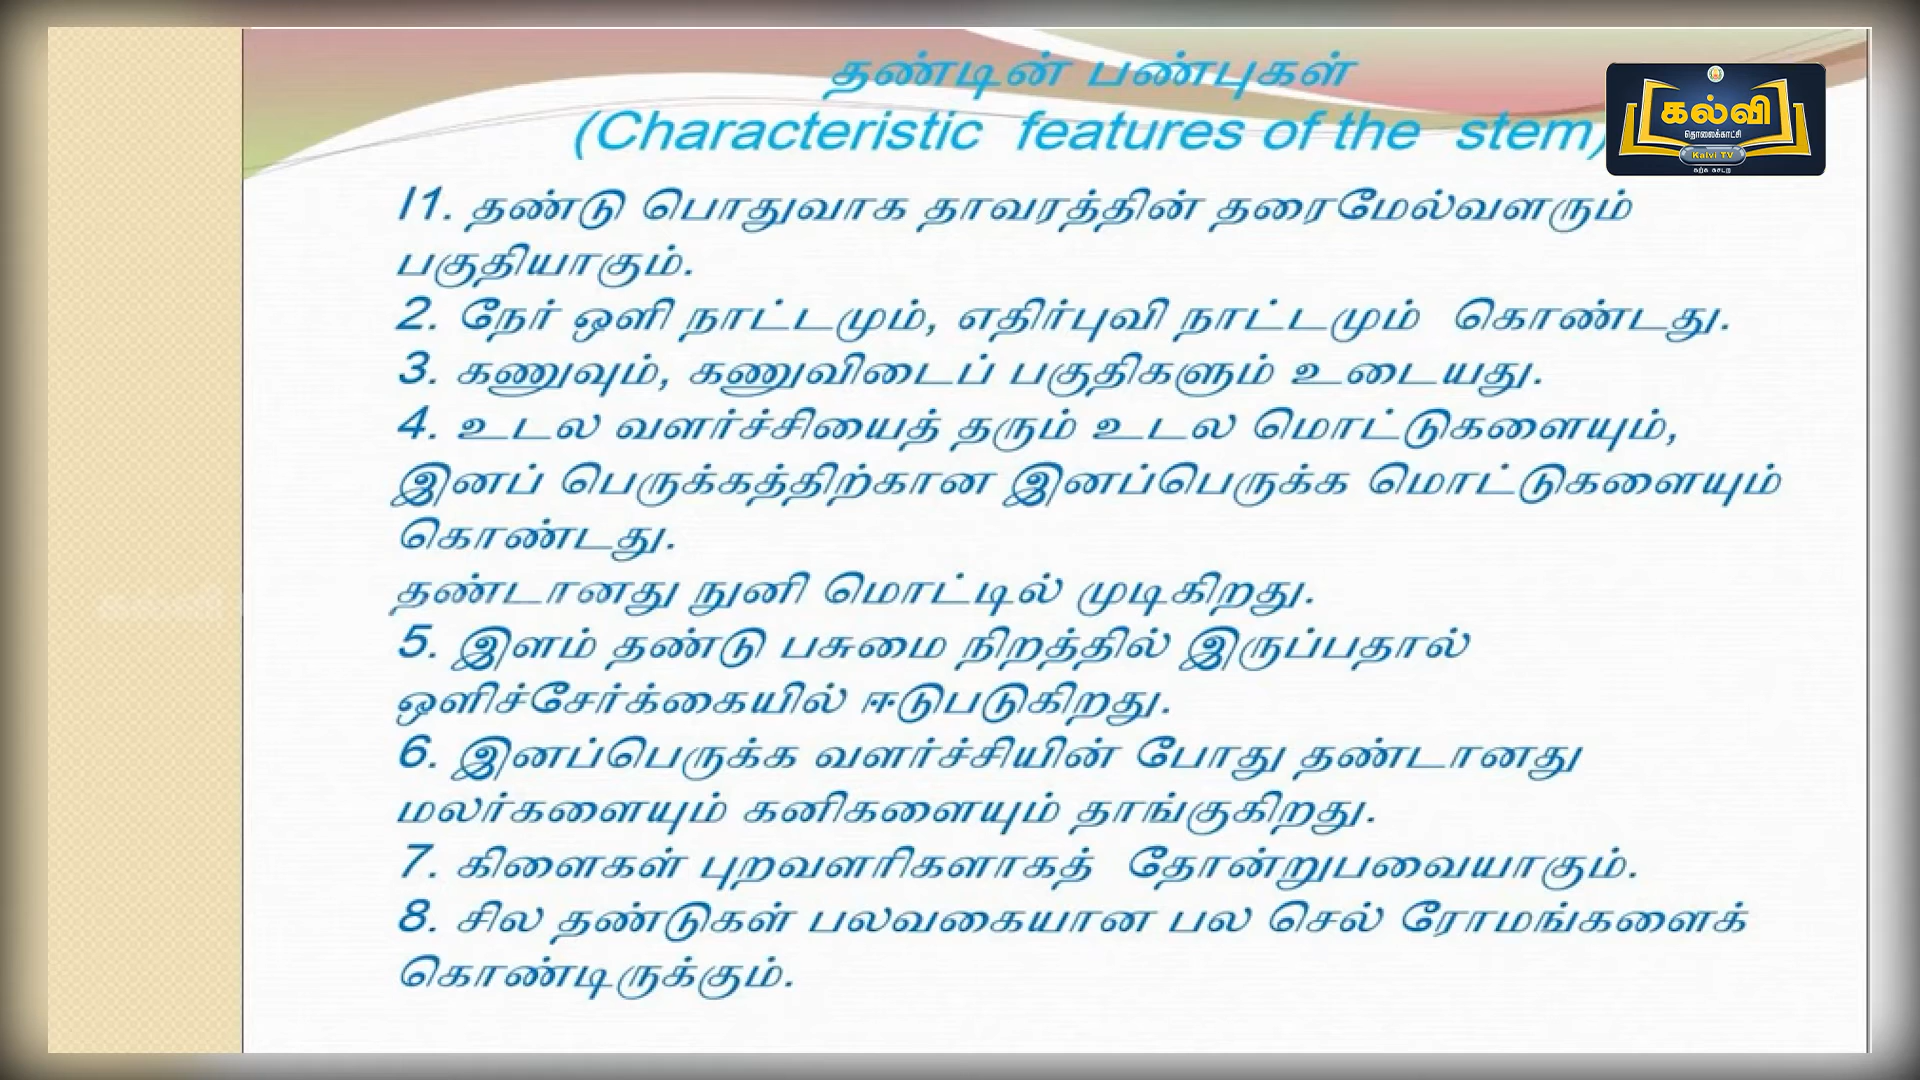 தண்டின் பண்புகள்
(Characteristic features of the stem)
கல்வி
தொலைக்காட்சி
Kalvi TV
கற்க கசடற
I1. தண்டு பொதுவாக தாவரத்தின் தரைமேல்வளரும்
பகுதியாகும்.
2. நேர் ஒளி நாட்டமும், எதிர்புவி நாட்டமும் கொண்டது.
3. கணுவும், கணுவிடைப் பகுதிகளும் உடையது.
4. உடல வளர்ச்சியைத் தரும் உடல மொட்டுகளையும்,
இனப் பெருக்கத்திற்கான இனப்பெருக்க மொட்டுகளையும்
கொண்டது.
தண்டானது நுனி மொட்டில் முடிகிறது.
5. இளம் தண்டு பசுமை நிறத்தில் இருப்பதால்
ஒளிச்சேர்க்கையில் ஈடுபடுகிறது.
6. இனப்பெருக்க வளர்ச்சியின் போது தண்டானது
மலர்களையும் கனிகளையும் தாங்குகிறது.
7. கிளைகள் புறவளரிகளாகத் தோன்றுபவையாகும்.
8. சில தண்டுகள் பலவகையான பல செல் ரோமங்களைக்
கொண்டிருக்கும்.